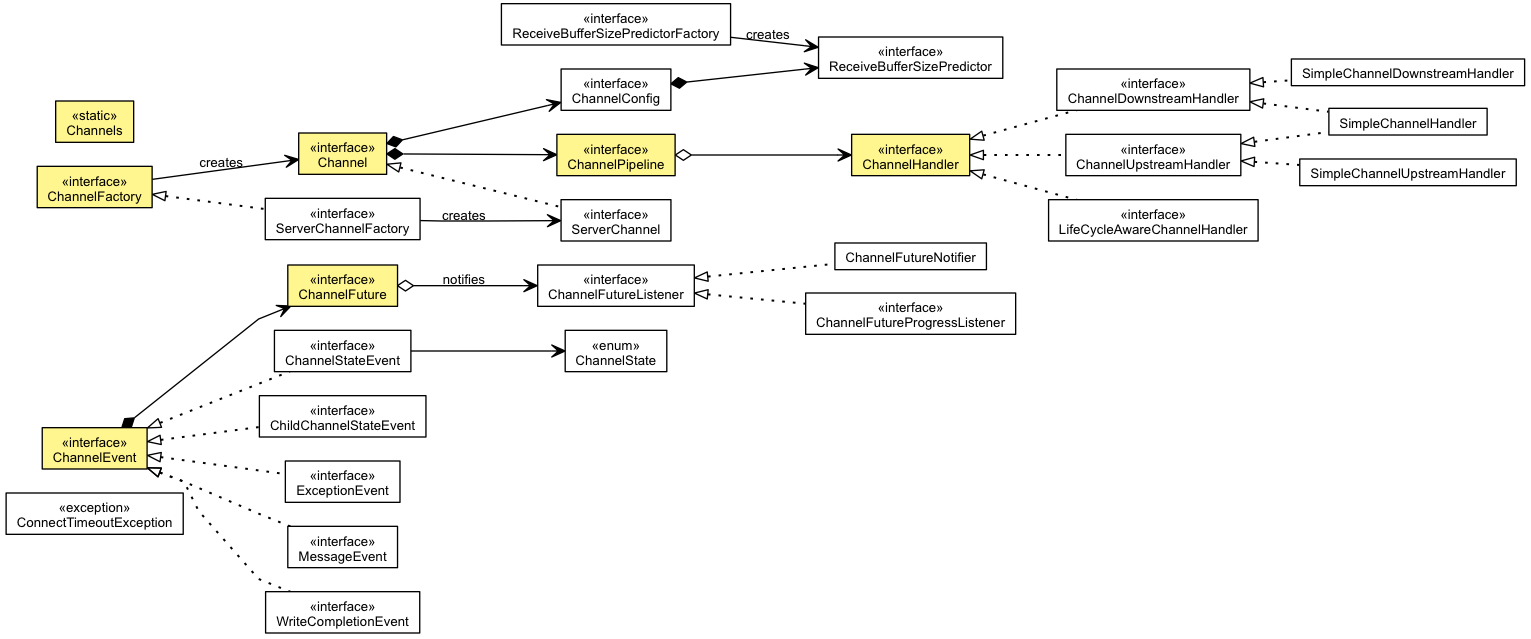 «interface»
ReceiveBufferSizePredictorFactory
creates
«interface»
ReceiveBufferSizePredictor
«interface»
ChannelConfig
«interface»
ChannelDownstreamHandler
SimpleChannelDownstreamHandler
«static»
Channels
SimpleChannelHandler
«interface»
Channel
«interface»
ChannelPipeline
«interface»
ChannelHandler
«interface»
ChannelUpstreamHandler
SimpleChannelUpstreamHandler
creates
«interface»
ChannelFactory
«interface»
ServerChannelFactory
creates
«interface»
ServerChannel
«interface»
LifeCycleAwareChannelHandler
ChannelFutureNotifier
«interface»
ChannelFuture
notifies
«interface»
ChannelFutureListener
«interface»
ChannelFutureProgressListener
«interface»
ChannelStateEvent
«enum»
ChannelState
«interface»
ChildChannelStateEvent
«interface»
ChannelEvent
«interface»
ExceptionEvent
«exception»
ConnectTimeoutException
«interface»
MessageEvent
«interface»
WriteCompletionEvent